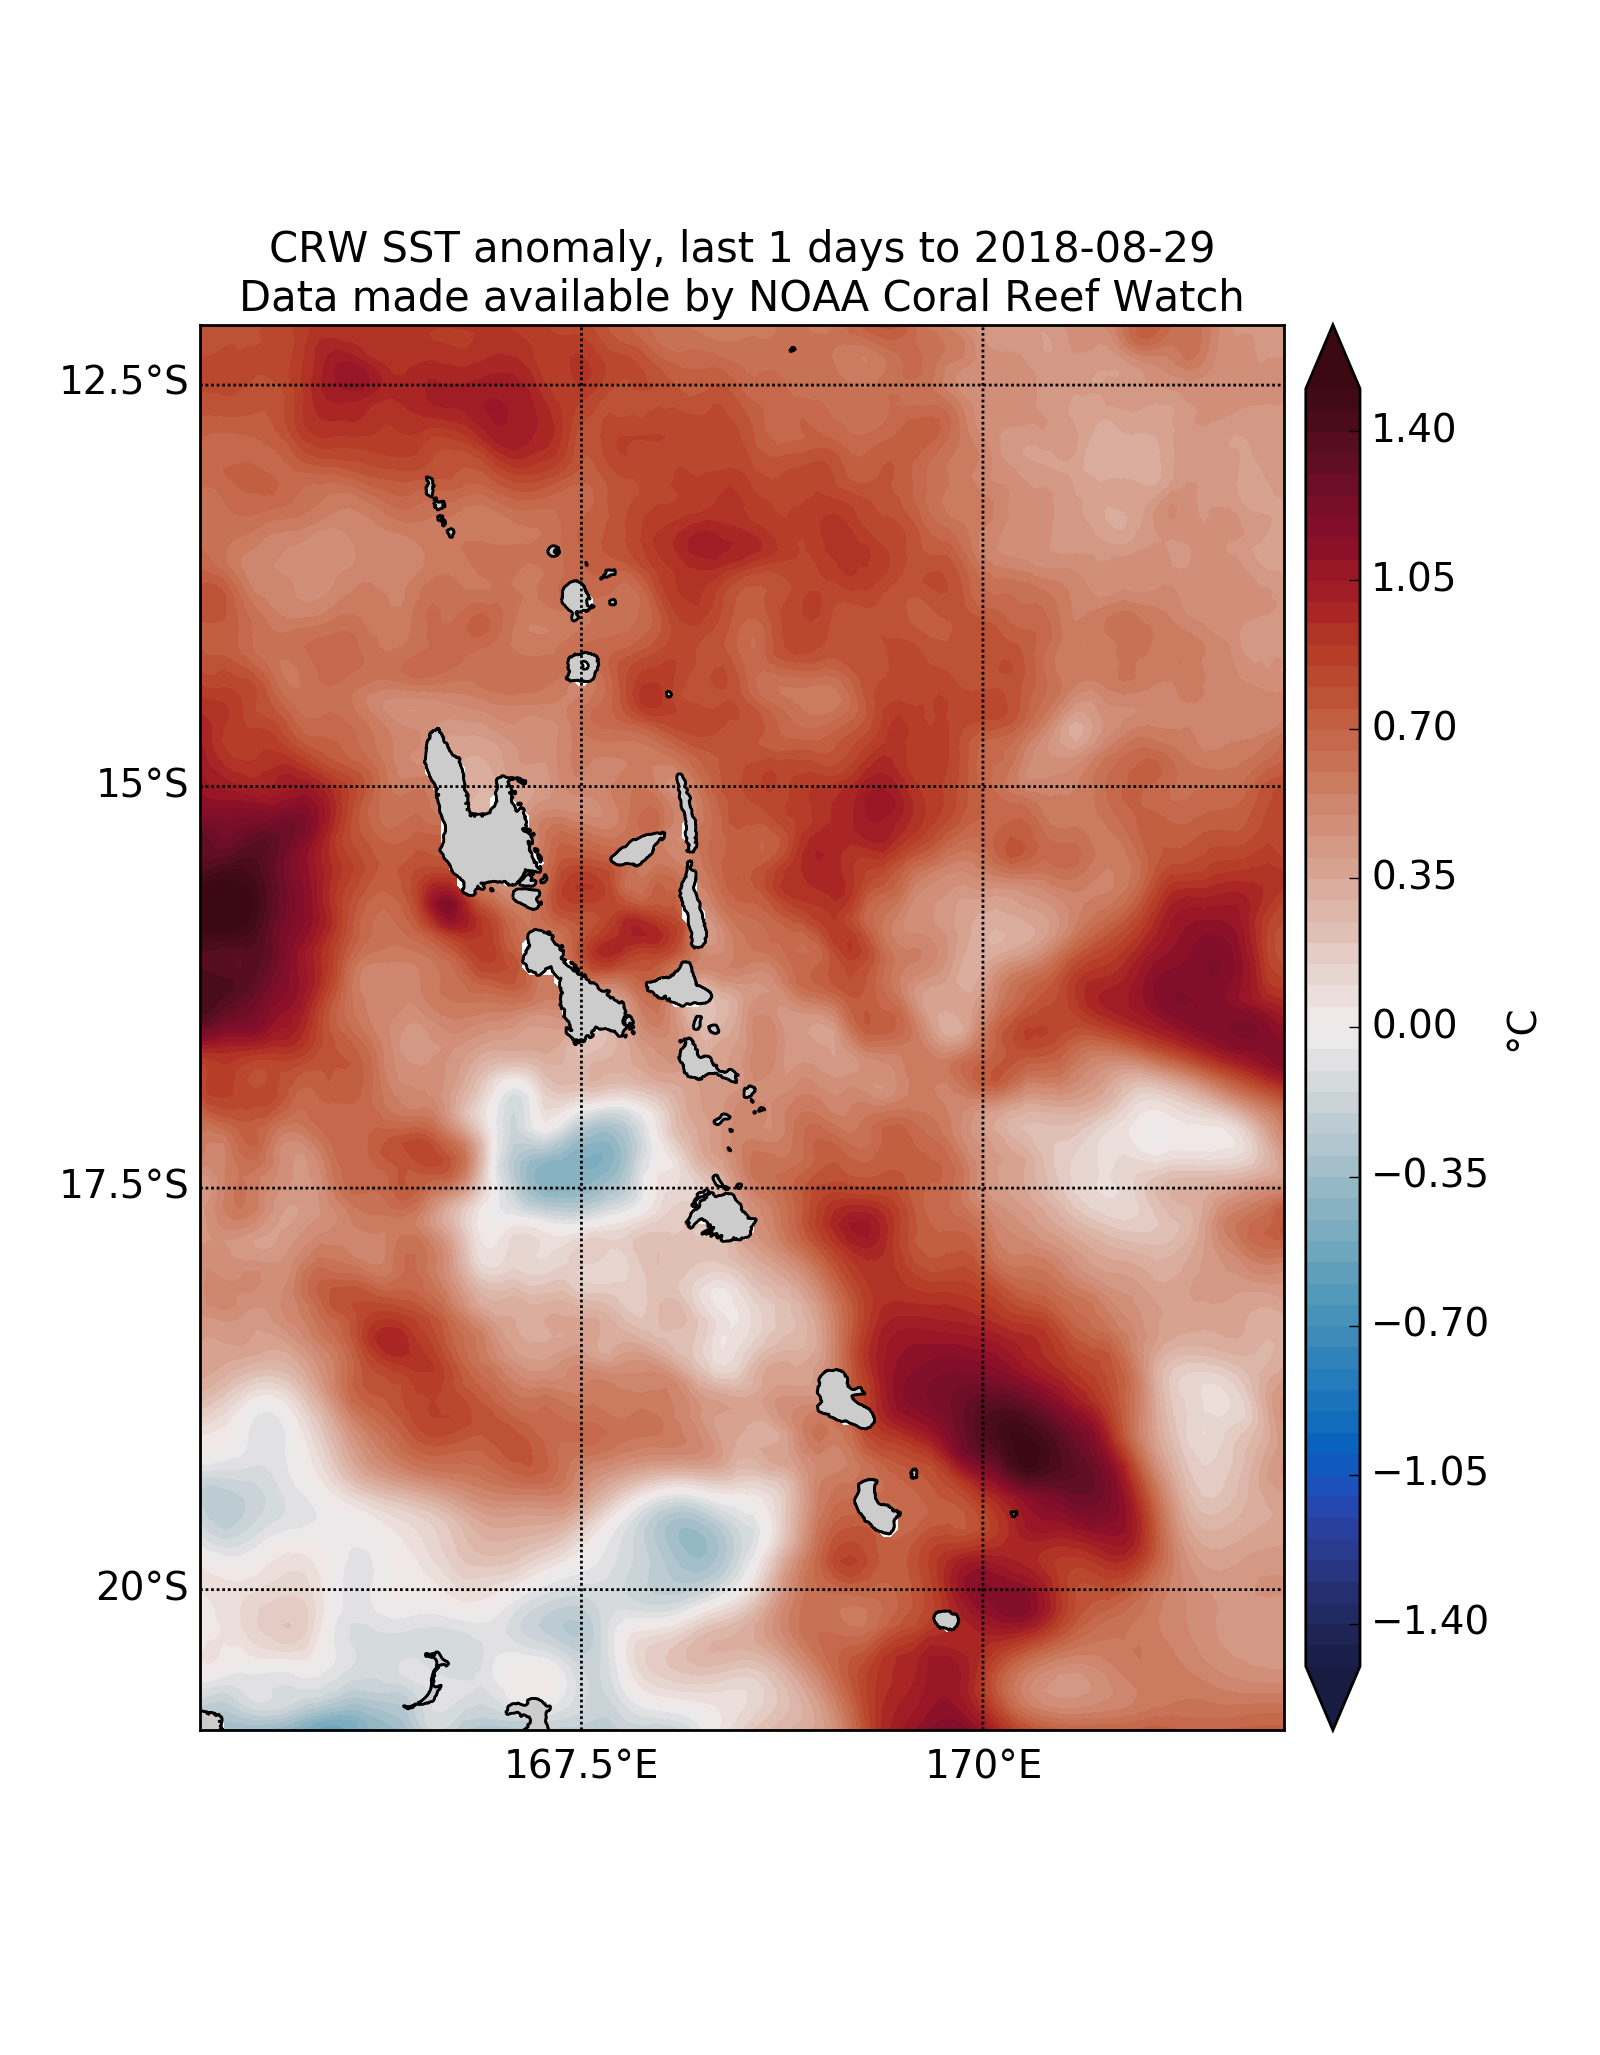 CRW SST anomaly, last 1 days to 2018-08-29
Data made available by NOAA Coral Reef Watch
12.5°S
15°S
17.5°S
20°S
167.5°E
170°E
1.40
1.05
0.70
0.35
0.00
−0.35
−0.70
−1.05
−1.40
°C